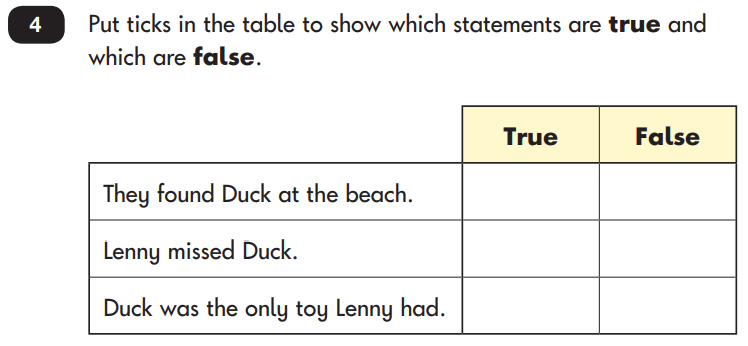 4
Put ticks in the table to show which statements are true and
which are false.
True False
They found Duck at the beach.
Lenny missed Duck.
Duck was the only toy Lenny had.